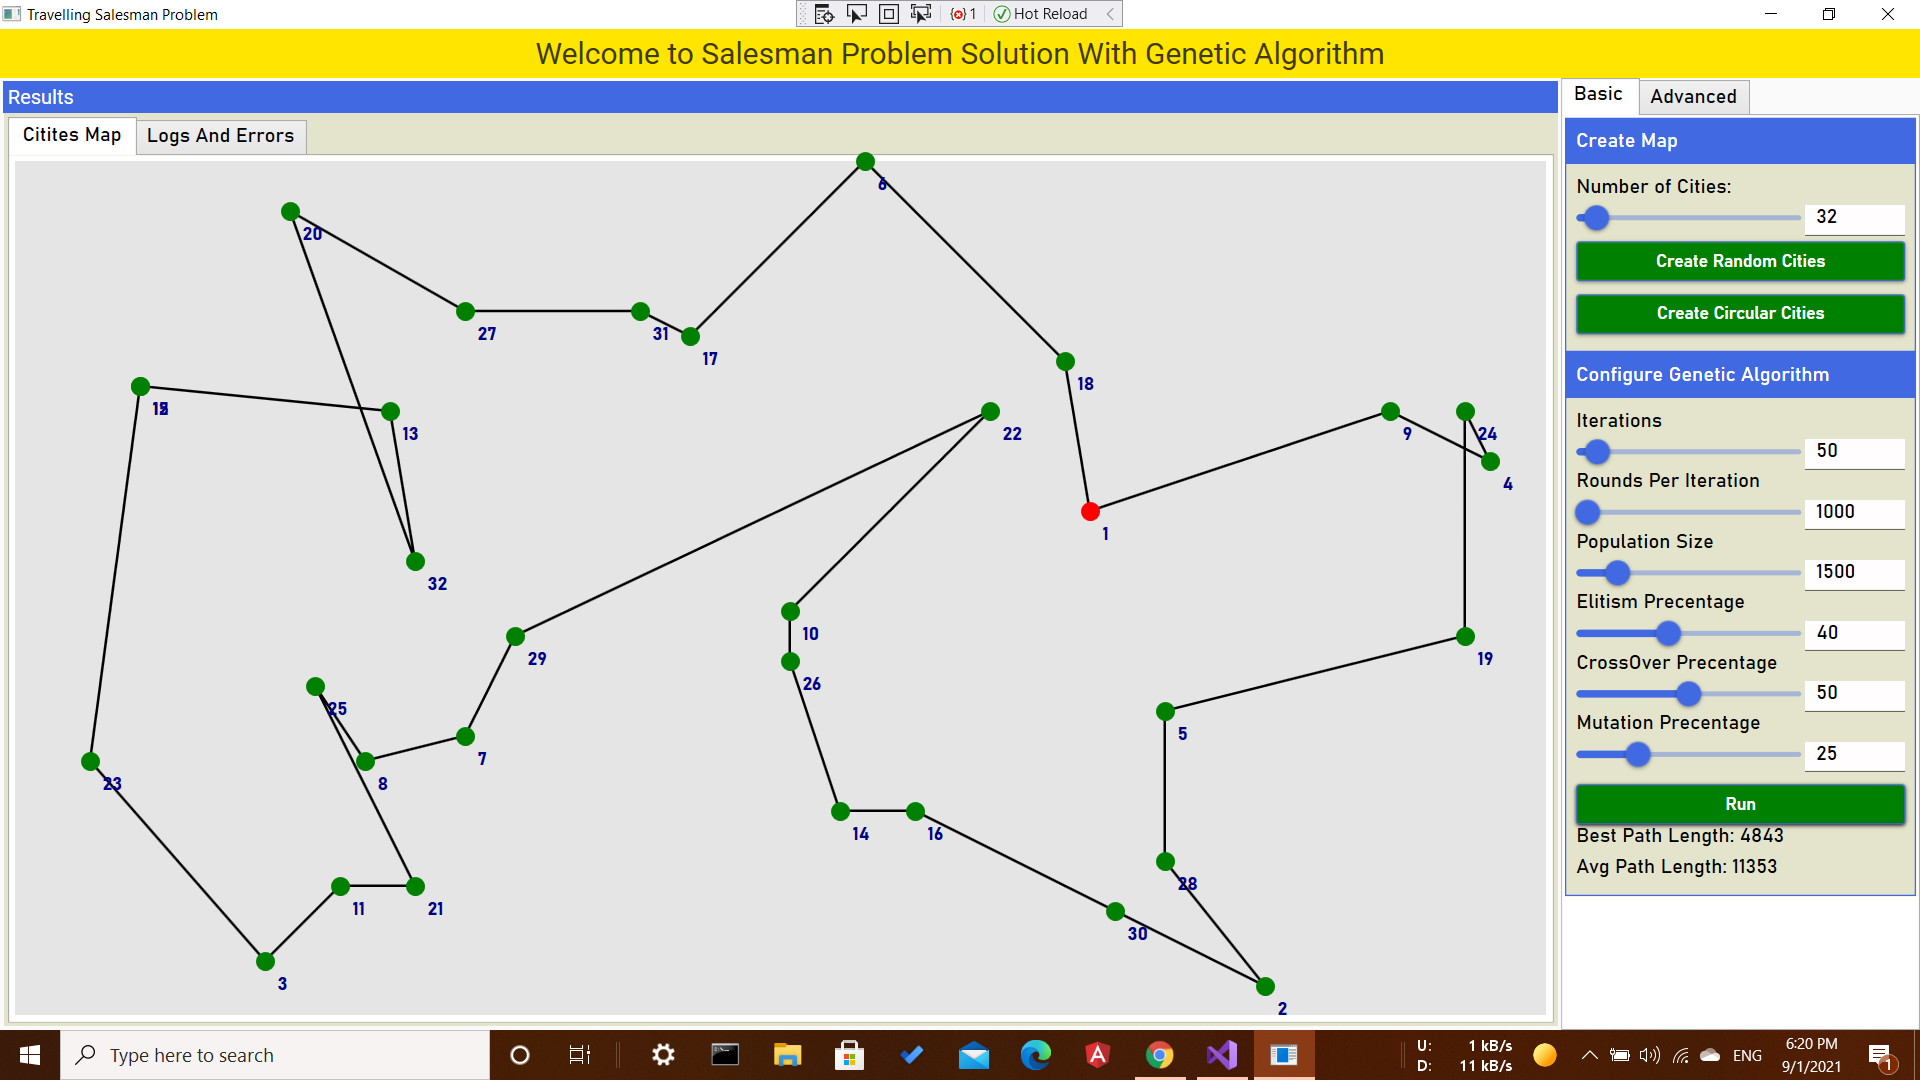 Travelling Salesman Problem
1
Hot Reload
Welcome to Salesman Problem Solution With Genetic Algorithm
Results
Citites Map
Logs And Errors
6
20
27
31
17
18
13
22
9
24
4
1
32
10
29
26
19
25
5
7
23
8
14
16
28
11
21
30
3
2
Basic
Advanced
Create Map
Number of Cities:
32
Create Random Cities
Create Circular Cities
Configure Genetic Algorithm
Iterations
50
Rounds Per Iteration
1000
Population Size
1500
Elitism Precentage
40
CrossOver Precentage
50
Mutation Precentage
25
Run
Best Path Length: 4843
Avg Path Length: 11353
Type here to search
U: 1 kB/s
D: 11 kB/s
ENG
6:20 PM
9/1/2021
1